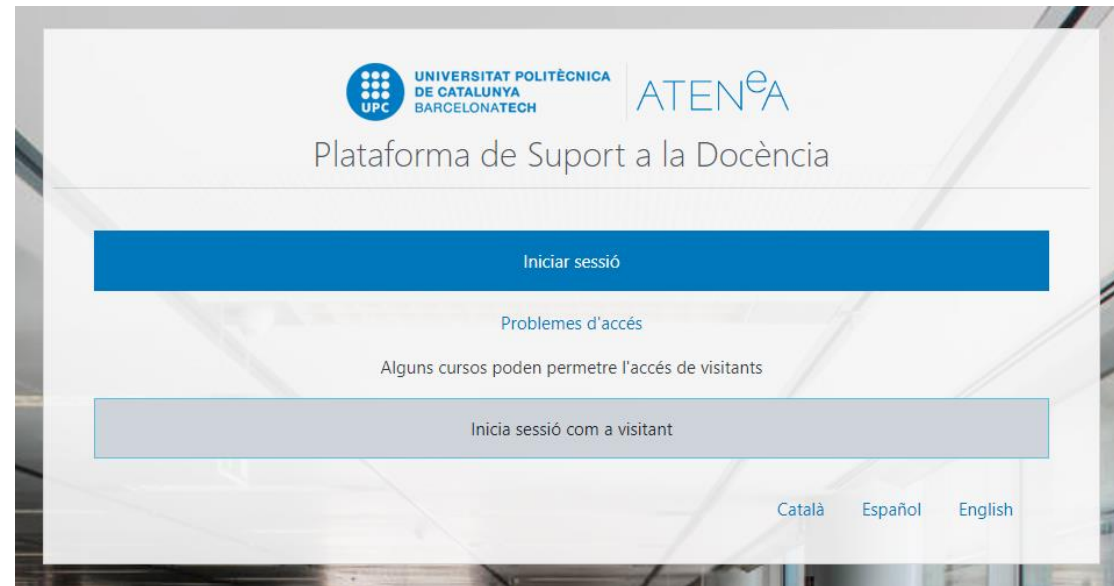 UPC
UNIVERSITAT POLITÈCNICA
DE CATALUNYA
BARCELONATECH
ATENeA
Plataforma de Suport a la Docència
Iniciar sessió
Problemes d'accés
Alguns cursos poden permetre l'accés de visitants
Inicia sessió com a visitant
Català Español English